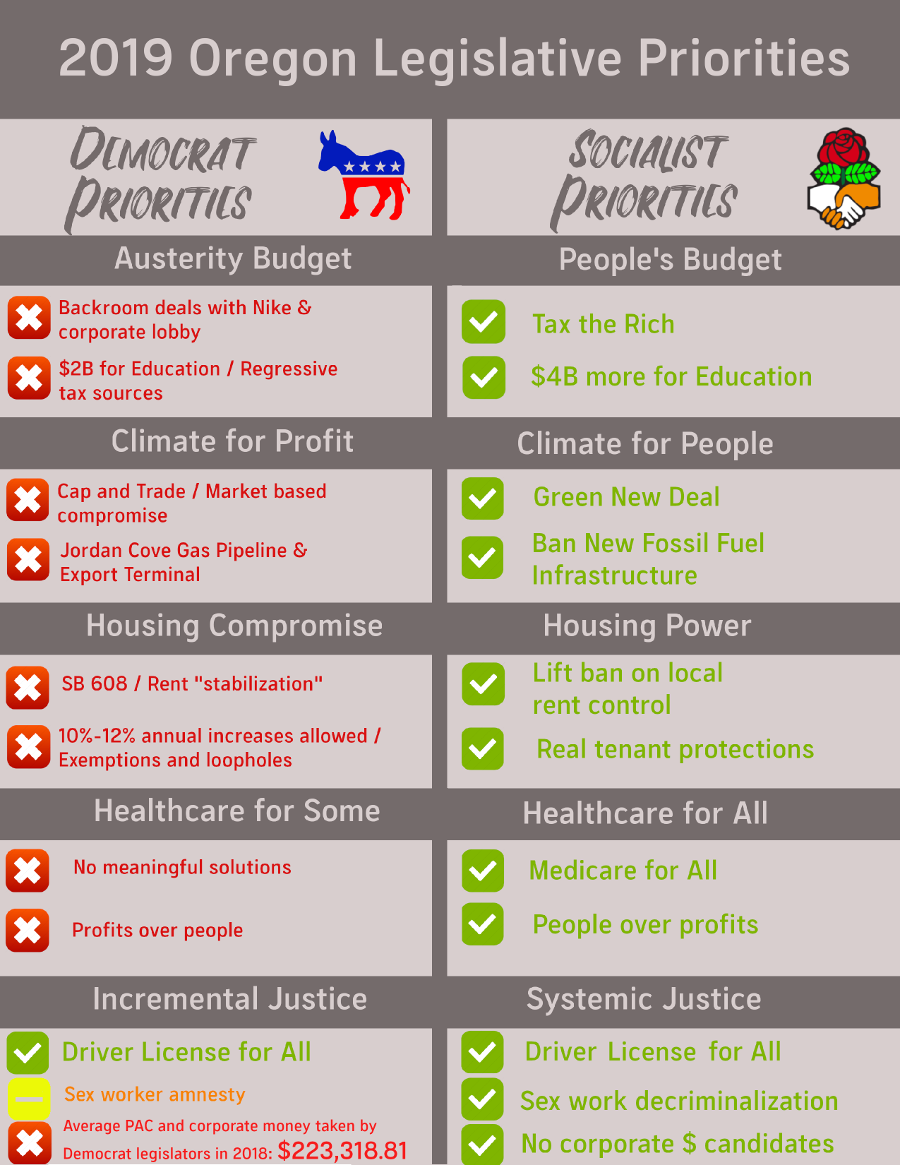 2019 Oregon Legislative Priorities
DEMOCRAT
PRIORITIES
SOCIALIST
PRIORITIES
Austerity Budget
People's Budget
Backroom deals with Nike &
corporate lobby
Tax the Rich
$2B for Education / Regressive
tax sources
$4B more for Education
Climate for Profit
Climate for People
Cap and Trade / Market based
compromise
Green New Deal
Jordan Cove Gas Pipeline &
Export Terminal
Ban New Fossil Fuel
Infrastructure
Housing Compromise
Housing Power
SB 608 / Rent "stabilization"
Lift ban on local
rent control
10%-12% annual increases allowed /
Exemptions and loopholes
Real tenant protections
Healthcare for Some
Healthcare for All
No meaningful solutions
Medicare for All
Profits over people
People over profits
Incremental Justice
Systemic Justice
Driver License for All
Driver License for All
Sex worker amnesty
Sex work decriminalization
Average PAC and corporate money taken by
Democrat legislators in 2018: $223,318.81
No corporate $ candidates